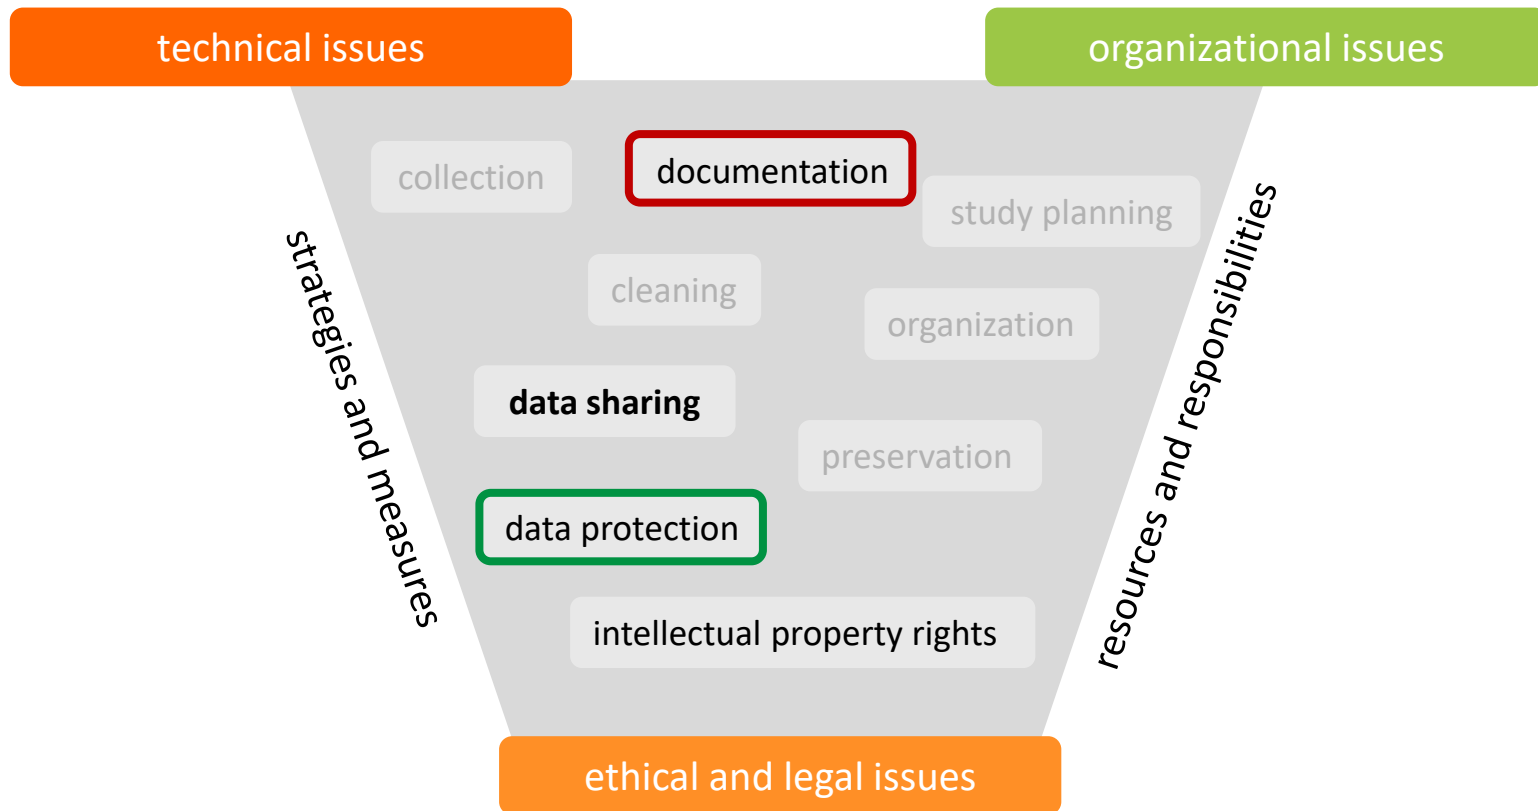 technical issues
organizational issues
collection
documentation
study planning
cleaning
organization
strategies and measures
resources and responsibilities
data sharing
preservation
data protection
intellectual property rights
ethical and legal issues